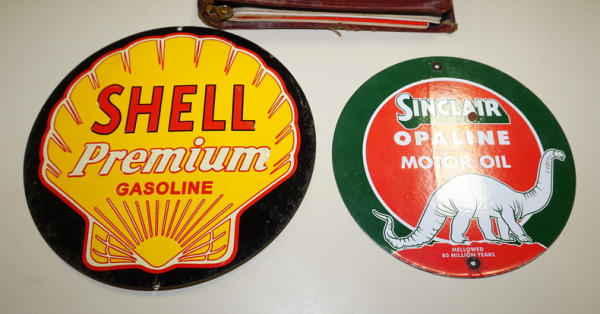 SHELL
Premium
GASOLINE
SINCLAIR
OPALINE
MOTOR OIL
MELLOWED
80 MILLION YEARS